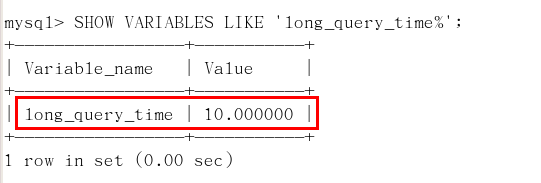 mysql> SHOW VARIABLES LIKE 'long_query_time%';
+-----------------+-----------+
| Variable_name   | Value     |
+-----------------+-----------+
| long_query_time | 10.000000 |
+-----------------+-----------+
1 row in set (0.00 sec)